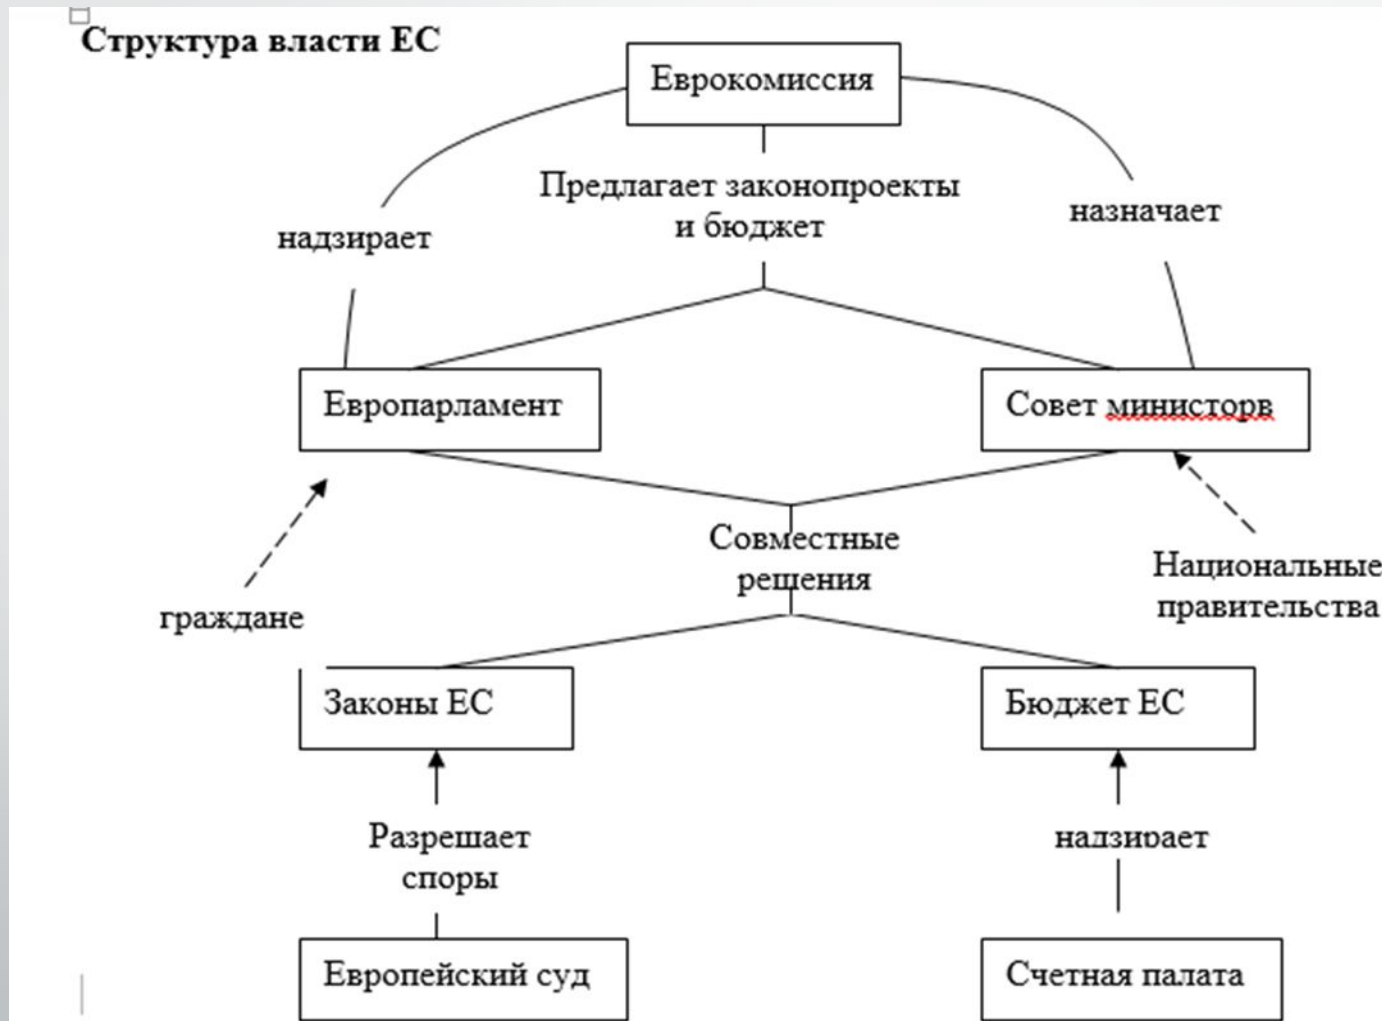 Структура власти ЕС
Еврокомиссия
Предлагает законопроекты
и бюджет
назначает
надзирает
Европарламент
Совет министорв
Совместные
решения
Национальные
правительства
граждане
Законы ЕС
Бюджет ЕС
Разрешает
споры
надзирает
Европейский суд
Счетная палата